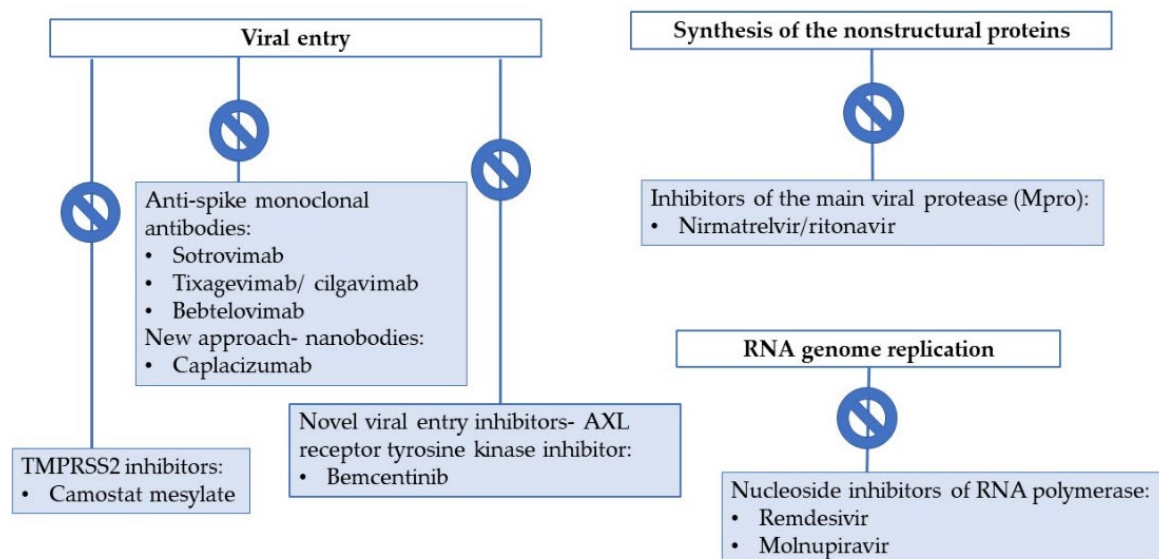 Viral entry
Anti-spike monoclonal
antibodies:
• Sotrovimab
• Tixagevimab/ cilgavimab
• Bebtelovimab
New approach- nanobodies:
• Caplacizumab
Novel viral entry inhibitors- AXL
receptor tyrosine kinase inhibitor:
• Bemcentinib
TMPRSS2 inhibitors:
• Camostat mesylate
Synthesis of the nonstructural proteins
Inhibitors of the main viral protease (Mpro):
• Nirmatrelvir/ritonavir
RNA genome replication
Nucleoside inhibitors of RNA polymerase:
• Remdesivir
• Molnupiravir